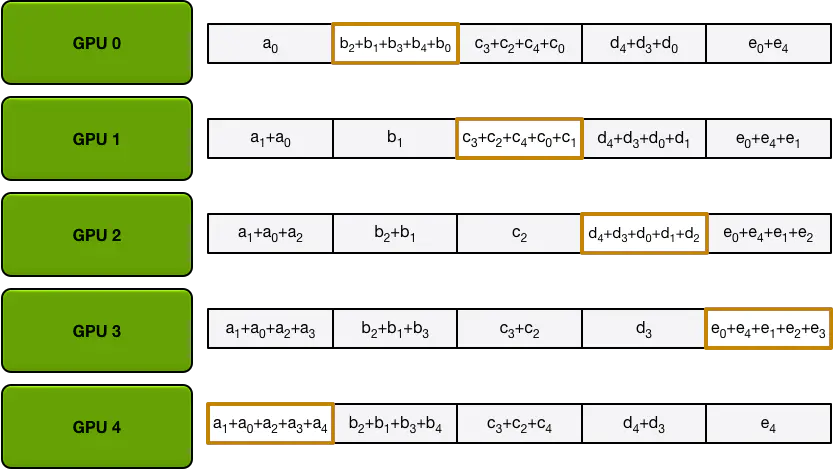 GPU 0 a₀ b₂+b₁+b₃+b₄+b₀ c₃+c₂+c₄+c₀ d₄+d₃+d₀ e₀+e₄
GPU 1 a₁+a₀ b₁ c₃+c₂+c₄+c₀+c₁ d₄+d₃+d₀+d₁ e₀+e₄+e₁
GPU 2 a₁+a₀+a₂ b₂+b₁ c₂ d₄+d₃+d₀+d₁+d₂ e₀+e₄+e₁+e₂
GPU 3 a₁+a₀+a₂+a₃ b₂+b₁+b₃ c₃+c₂ d₃ e₀+e₄+e₁+e₂+e₃
GPU 4 a₁+a₀+a₂+a₃+a₄ b₂+b₁+b₃+b₄ c₃+c₂+c₄ d₄+d₃ e₄